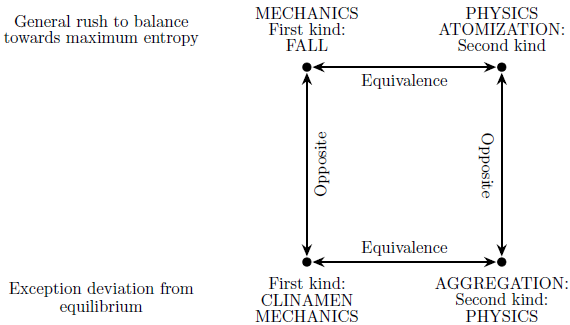 General rush to balance
towards maximum entropy
MECHANICS
First kind:
FALL
PHYSICS
ATOMIZATION:
Second kind
Equivalence
Opposite
Opposite
Equivalence
Exception deviation from
equilibrium
First kind:
CLINAMEN
MECHANICS
AGGREGATION:
Second kind:
PHYSICS